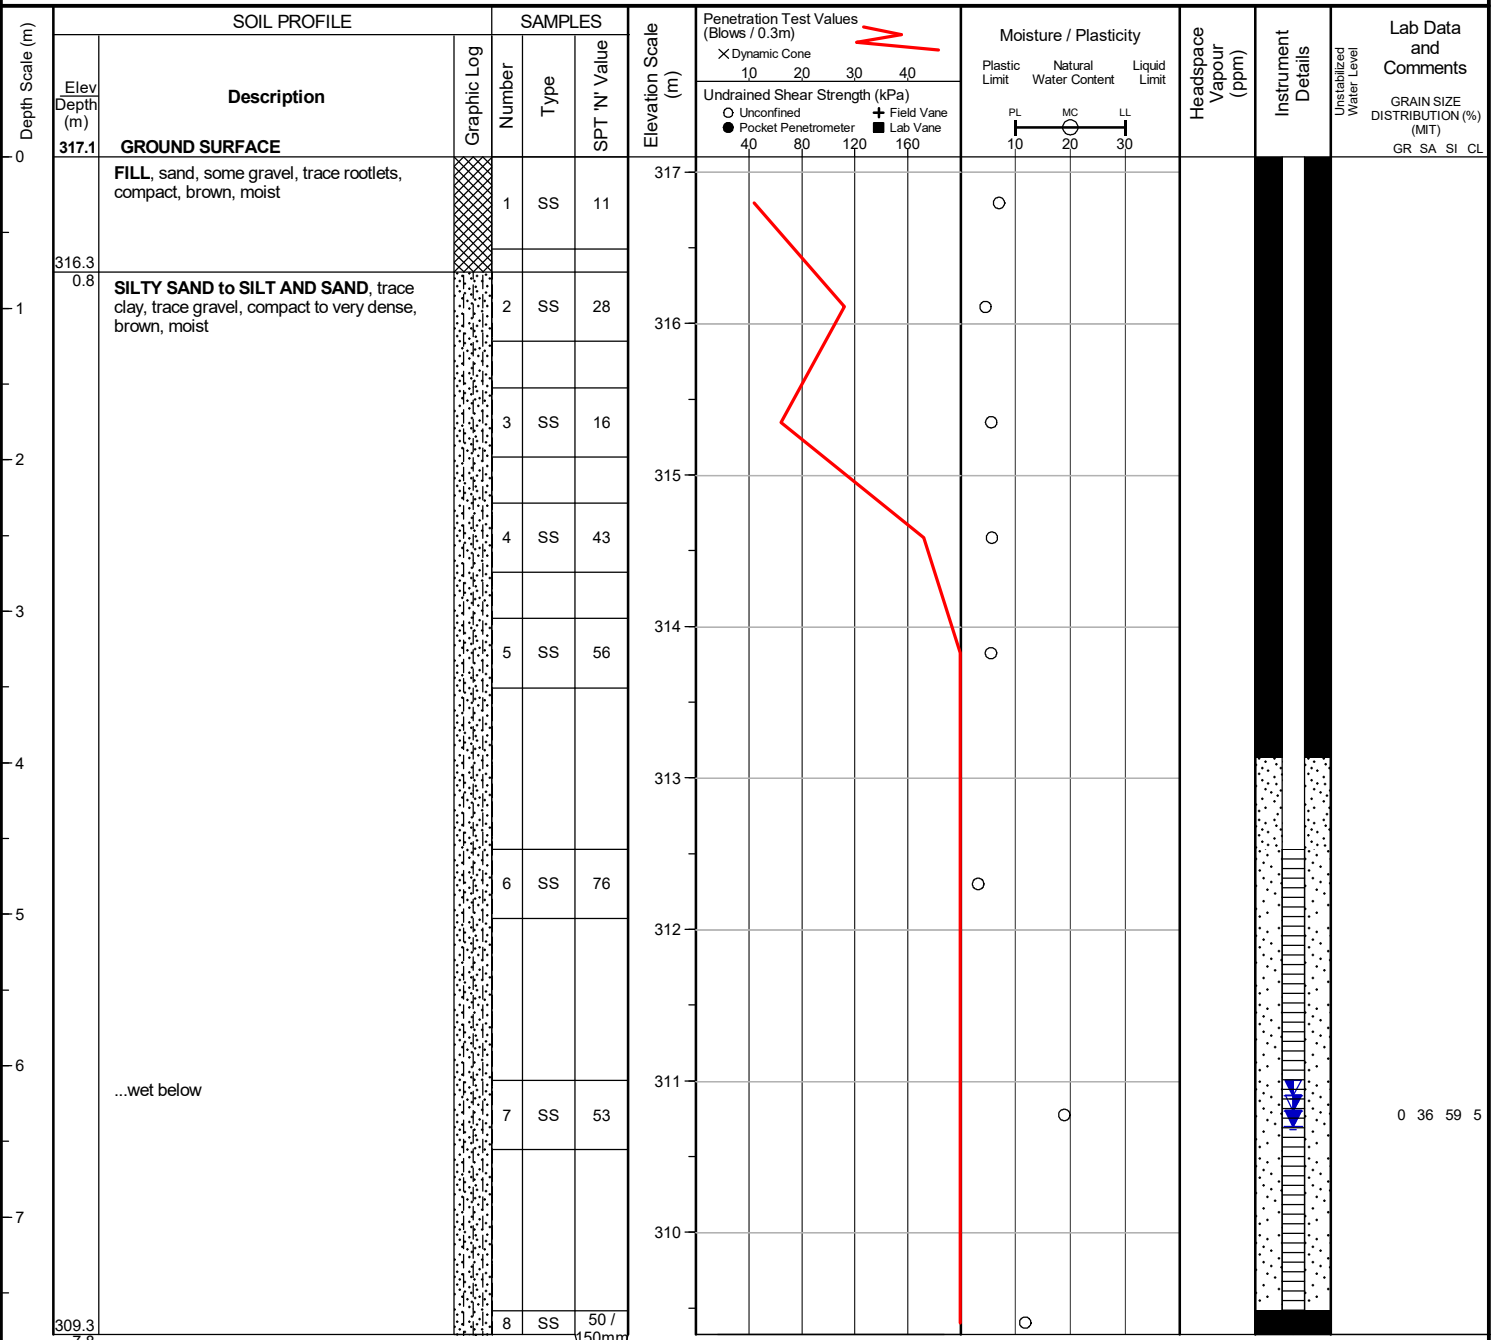 SOIL PROFILE
SAMPLES
Depth Scale (m)
Elev
Depth
(m)
Description
Graphic Log
Number
Type
SPT 'N' Value
Elevation Scale
(m)
Penetration Test Values
(Blows / 0.3m)
Dynamic Cone
10 20 30 40
Undrained Shear Strength (kPa)
Unconfined
Field Vane
Pocket Penetrometer
Lab Vane
40 80 120 160
Moisture / Plasticity
Plastic
Limit
Natural
Water Content
Liquid
Limit
PL MC LL
10 20 30
Headspace
Vapour
(ppm)
Instrument
Details
Unstabilized
Water Level
Lab Data
and
Comments
GRAIN SIZE
DISTRIBUTION (%)
(MIT)
GR SA SI CL
317.1 GROUND SURFACE
0
FILL, sand, some gravel, trace rootlets,
compact, brown, moist
317
1 SS 11
316.3
0.8
SILTY SAND to SILT AND SAND, trace
clay, trace gravel, compact to very dense,
brown, moist
1
2 SS 28
316
3 SS 16
2
315
4 SS 43
3
314
5 SS 56
4
313
6 SS 76
5
312
6
311
...wet below
7 SS 53
0 36 59 5
7
310
309.3
7.8
8 SS 50 /
150mm